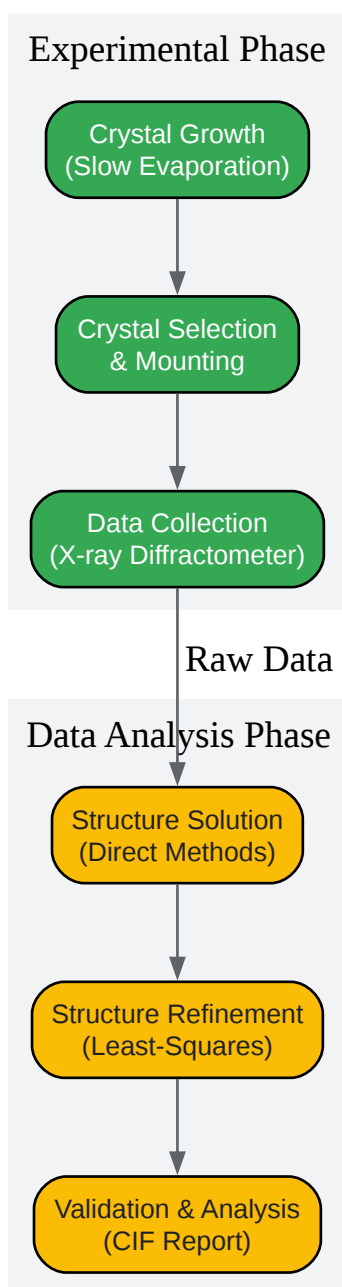 Experimental Phase
Crystal Growth
(Slow Evaporation)
Crystal Selection
& Mounting
Data Collection
(X-ray Diffractometer)
Raw Data
Data Analysis Phase
Structure Solution
(Direct Methods)
Structure Refinement
(Least-Squares)
Validation & Analysis
(CIF Report)